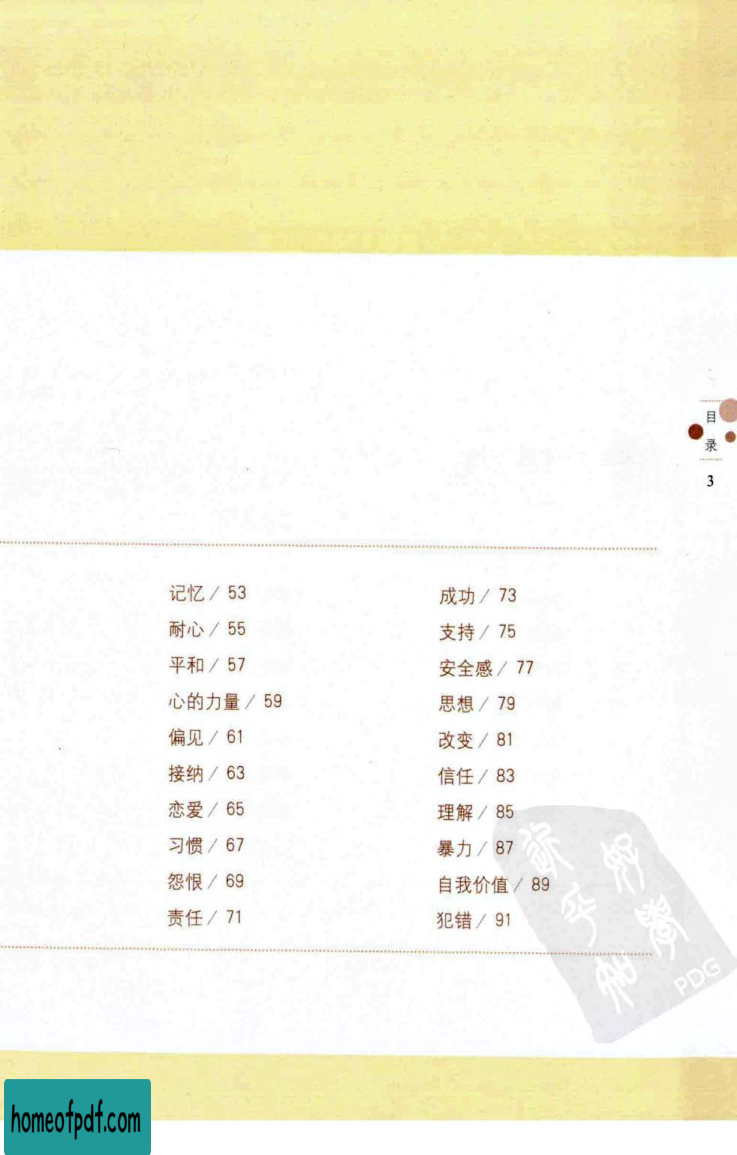 目
录
3
记忆 / 53
耐心 / 55
平和 / 57
心的力量 / 59
偏见 / 61
接纳 / 63
恋爱 / 65
习惯 / 67
怨恨 / 69
责任 / 71
成功 / 73
支持 / 75
安全感 / 77
思想 / 79
改变 / 81
信任 / 83
理解 / 85
暴力 / 87
自我价值 / 89
犯错 / 91
PDG
homeofpdf.com